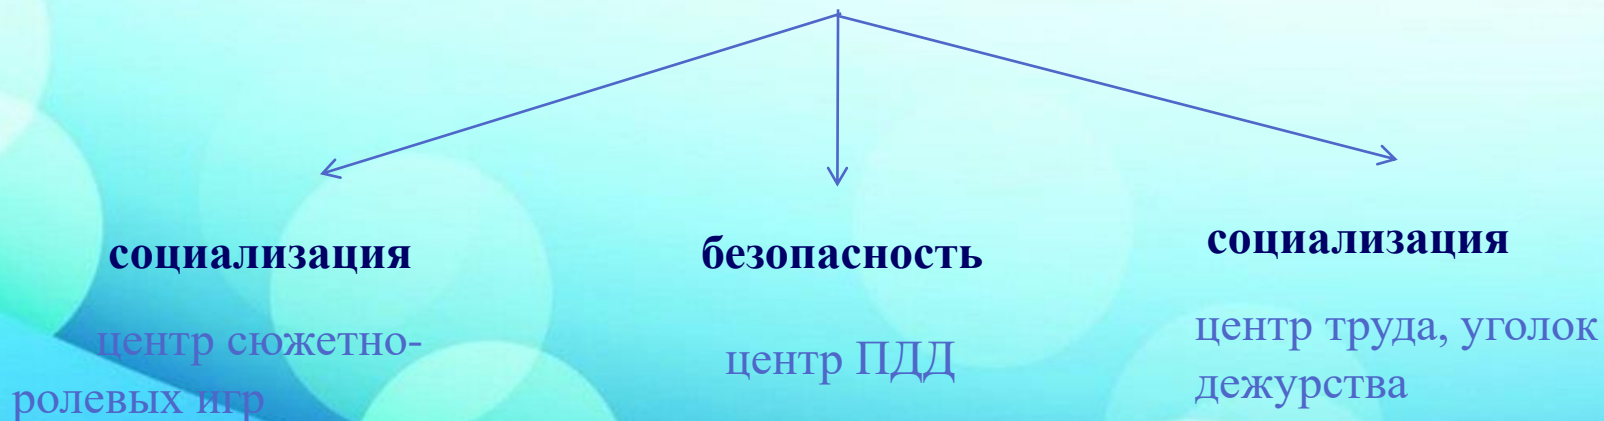 социализация
центр сюжетно-
ролевых игр
безопасность
центр ПДД
социализация
центр труда, уголок
дежурства